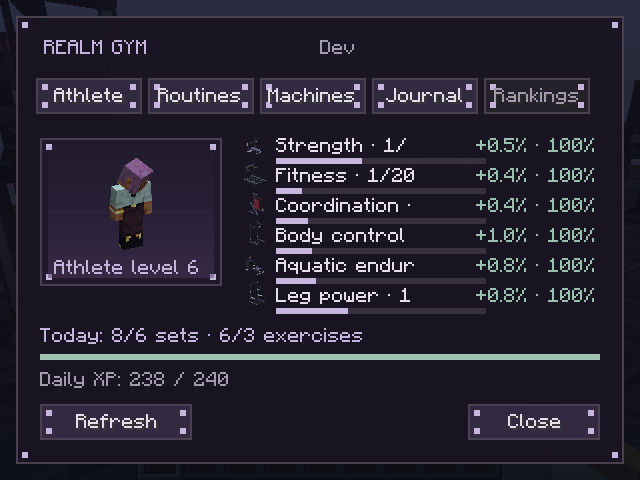 REALM GYM Dev
Athlete Routines Machines Journal Rankings
Strength · 1/ +0.5% · 100%
Fitness · 1/20 +0.4% · 100%
Coordination · +0.4% · 100%
Body control +1.0% · 100%
Aquatic endur +0.8% · 100%
Leg power · 1 +0.8% · 100%
Athlete level 6
Today: 8/6 sets · 6/3 exercises
Daily XP: 238 / 240
Refresh Close